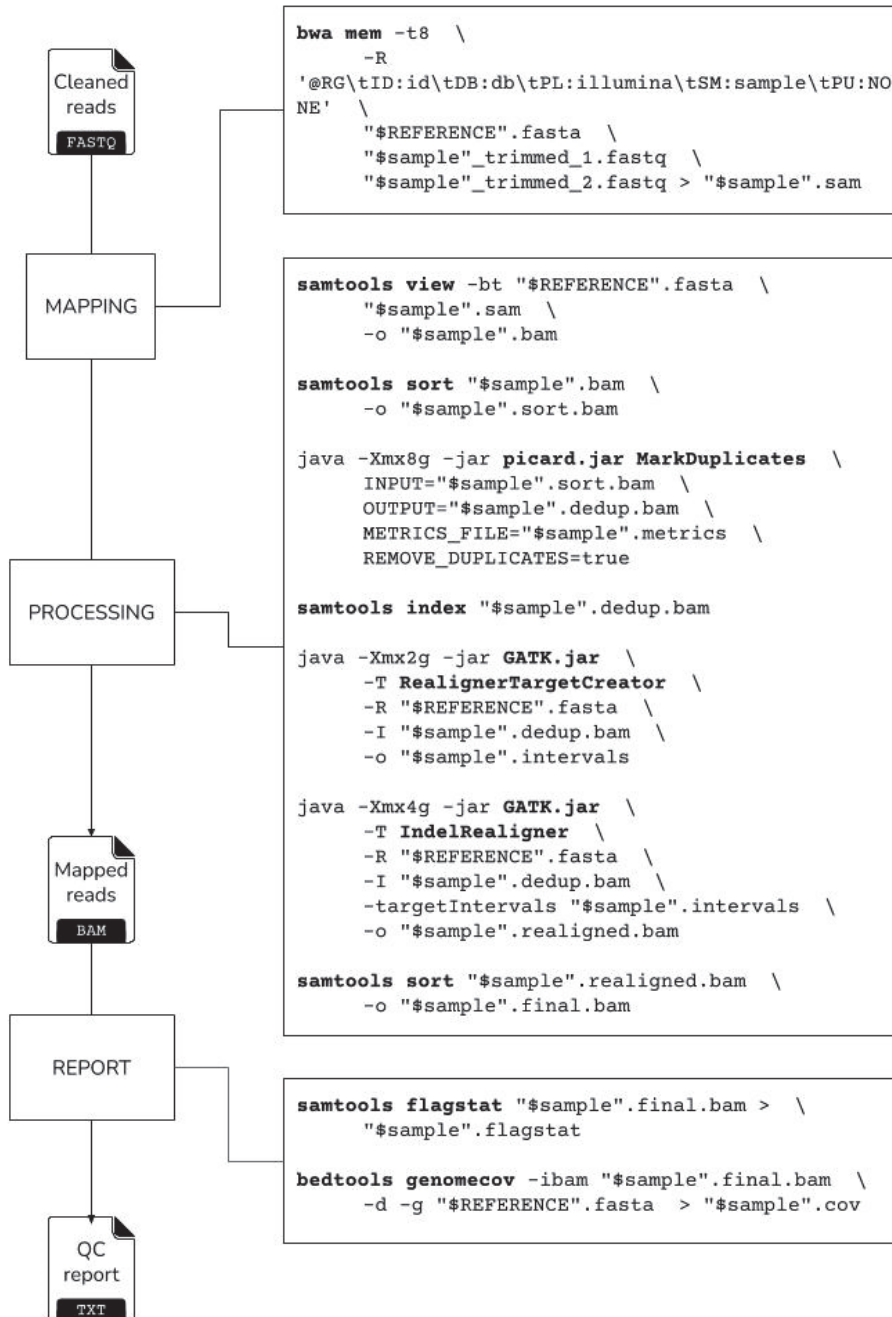 Cleaned
reads
FASTQ
bwa mem -t8  \
-R
'@RG\tID:id\tDB:db\tPL:illumina\tSM:sample\tPU:NO
NE'  \
"$REFERENCE".fasta  \
"$sample"_trimmed_1.fastq  \
"$sample"_trimmed_2.fastq > "$sample".sam
MAPPING
samtools view -bt "$REFERENCE".fasta  \
"$sample".sam  \
-o "$sample".bam
samtools sort "$sample".bam  \
-o "$sample".sort.bam
java -Xmx8g -jar picard.jar MarkDuplicates  \
INPUT="$sample".sort.bam  \
OUTPUT="$sample".dedup.bam  \
METRICS_FILE="$sample".metrics  \
REMOVE_DUPLICATES=true
PROCESSING
samtools index "$sample".dedup.bam
java -Xmx2g -jar GATK.jar  \
-T RealignerTargetCreator  \
-R "$REFERENCE".fasta  \
-I "$sample".dedup.bam  \
-o "$sample".intervals
java -Xmx4g -jar GATK.jar  \
-T IndelRealigner  \
-R "$REFERENCE".fasta  \
-I "$sample".dedup.bam  \
-targetIntervals "$sample".intervals  \
-o "$sample".realigned.bam
samtools sort "$sample".realigned.bam  \
-o "$sample".final.bam
Mapped
reads
BAM
REPORT
samtools flagstat "$sample".final.bam >  \
"$sample".flagstat
bedtools genomecov -ibam "$sample".final.bam  \
-d -g "$REFERENCE".fasta  > "$sample".cov
QC
report
TXT